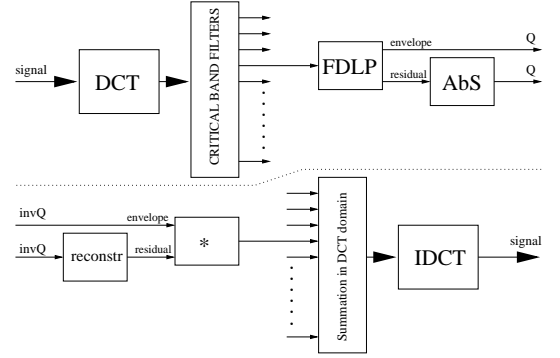 signal
DCT
CRITICAL BAND FILTERS
FDLP
envelope
Q
residual
AbS
Q
invQ
envelope
invQ
reconstr
residual
*
Summation in DCT domain
IDCT
signal